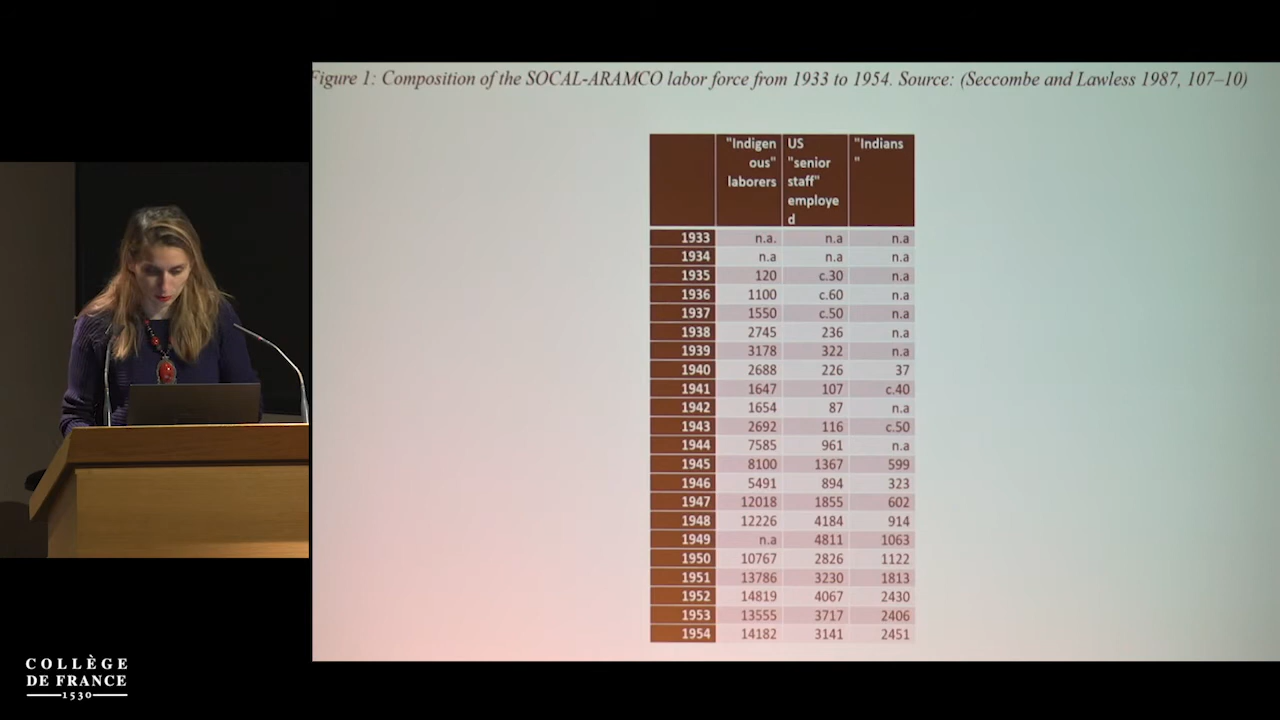 Figure 1: Composition of the SOCAL-ARAMCO labor force from 1933 to 1954. Source: (Seccombe and Lawless 1987, 107–10)
"Indigen
ous"
laborers
US
"senior
staff"
employe
d
"Indians
"
1933 n.a. n.a n.a
1934 n.a n.a n.a
1935 120 c.30 n.a
1936 1100 c.60 n.a
1937 1550 c.50 n.a
1938 2745 236 n.a
1939 3178 322 n.a
1940 2688 226 37
1941 1647 107 c.40
1942 1654 87 n.a
1943 2692 116 c.50
1944 7585 961 n.a
1945 8100 1367 599
1946 5491 894 323
1947 12018 1855 602
1948 12226 4184 914
1949 n.a 4811 1063
1950 10767 2826 1122
1951 13786 3230 1813
1952 14819 4067 2430
1953 13555 3717 2406
1954 14182 3141 2451
COLLÈGE
DE FRANCE
1530